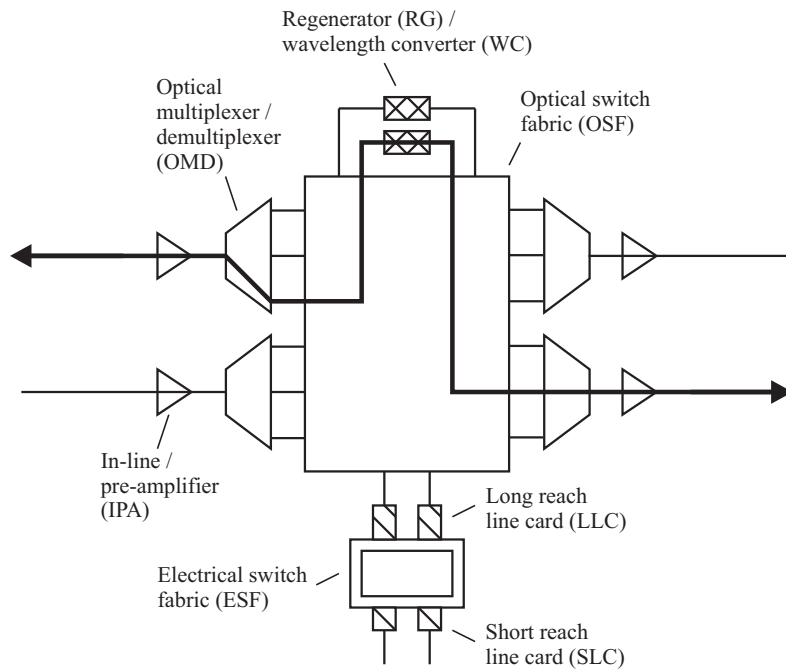 Regenerator (RG) /
wavelength converter (WC)
Optical
multiplexer /
demultiplexer
(OMD)
Optical switch
fabric (OSF)
In-line /
pre-amplifier
(IPA)
Long reach
line card (LLC)
Electrical switch
fabric (ESF)
Short reach
line card (SLC)